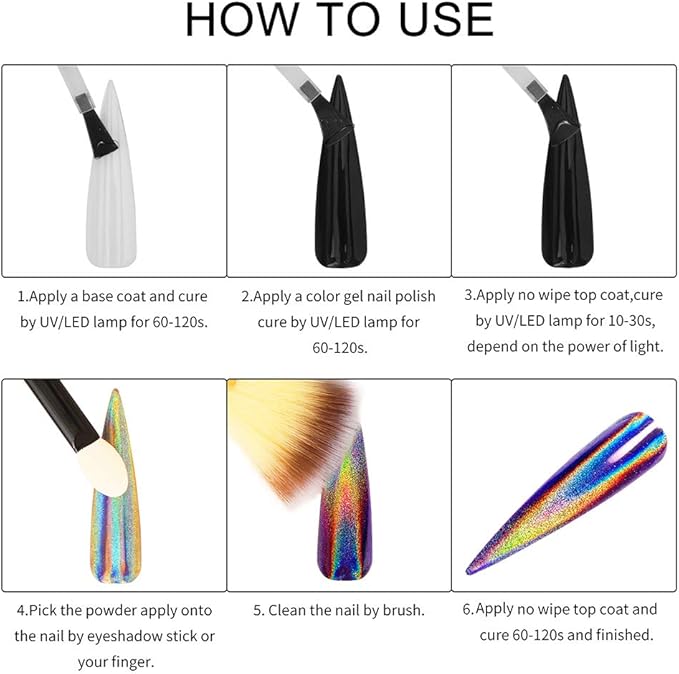 HOW TO USE
1.Apply a base coat and cure
by UV/LED lamp for 60-120s.
2.Apply a color gel nail polish
cure by UV/LED lamp for
60-120s.
3.Apply no wipe top coat,cure
by UV/LED lamp for 10-30s,
depend on the power of light.
4.Pick the powder apply onto
the nail by eyeshadow stick or
your finger.
5. Clean the nail by brush.
6.Apply no wipe top coat and
cure 60-120s and finished.